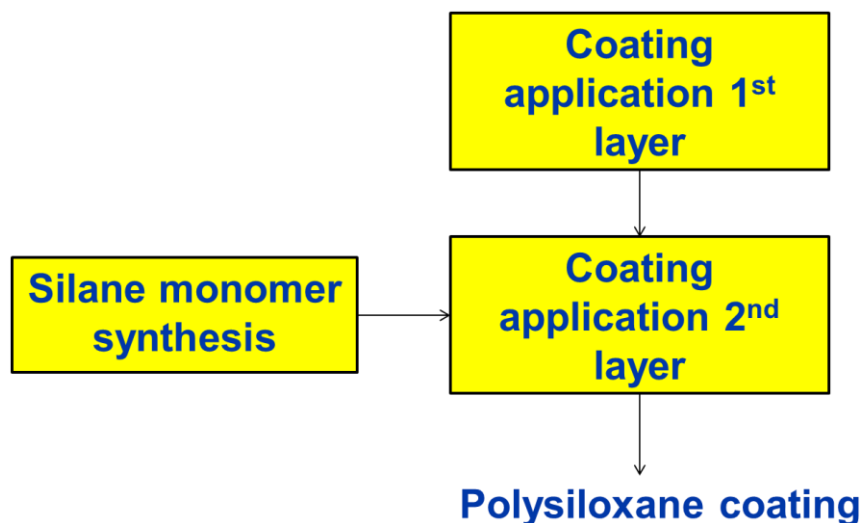 Coating
application 1st
layer
Silane monomer
synthesis
Coating
application 2nd
layer
Polysiloxane coating